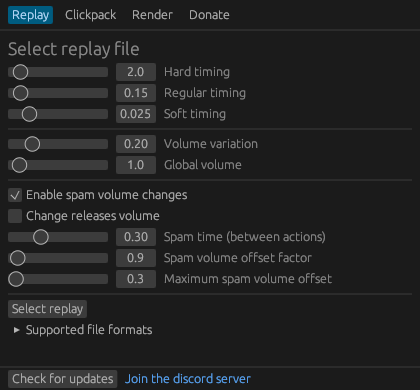 Replay Clickpack Render Donate
Select replay file
2.0 Hard timing
0.15 Regular timing
0.025 Soft timing
0.20 Volume variation
1.0 Global volume
Enable spam volume changes
Change releases volume
0.30 Spam time (between actions)
0.9 Spam volume offset factor
0.3 Maximum spam volume offset
Select replay
Supported file formats
Check for updates Join the discord server